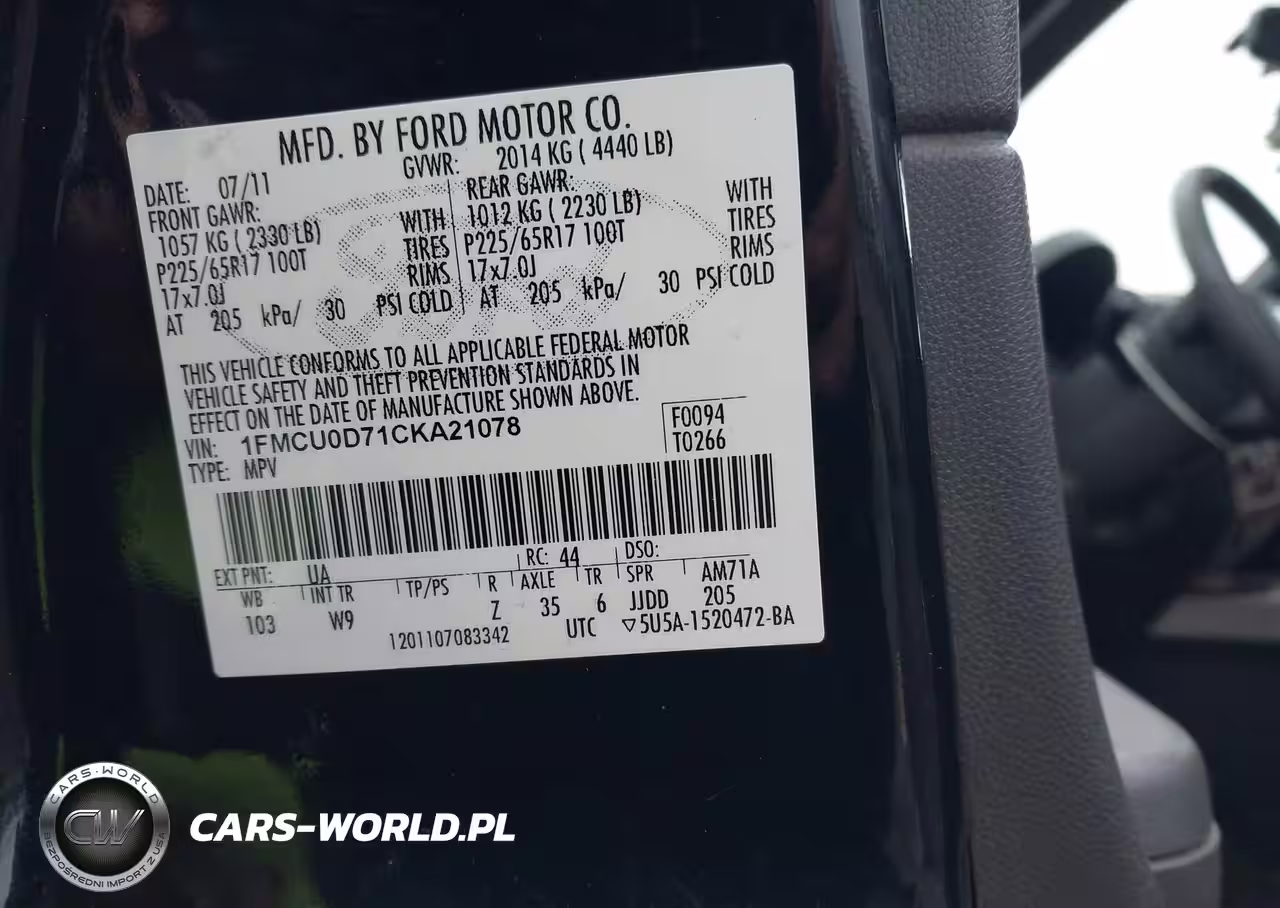 MFD. BY FORD MOTOR CO.
DATE: 07/11
GVWR: 2014 KG ( 4440 LB)
FRONT GAWR:
1057 KG ( 2330 LB) WITH
P225/65R17 100T TIRES
17x7.0J RIMS
AT 205 kPa/ 30 PSI COLD
REAR GAWR: WITH
1012 KG ( 2230 LB) TIRES
P225/65R17 100T RIMS
17x7.0J
AT 205 kPa/ 30 PSI COLD
THIS VEHICLE CONFORMS TO ALL APPLICABLE FEDERAL MOTOR
VEHICLE SAFETY AND THEFT PREVENTION STANDARDS IN
EFFECT ON THE DATE OF MANUFACTURE SHOWN ABOVE.
VIN: 1FMCU0D71CKA21078
TYPE: MPV
F0094
T0266
EXT PNT: UA RC: 44 DSO:
WB INT TR TP/PS R AXLE TR SPR AM71A
103 W9 Z 35 6 JJDD 205
1201107083342 UTC ▽5U5A-1520472-BA
CARS-WORLD
CW
BEZPOŚREDNI IMPORT Z USA
CARS-WORLD.PL